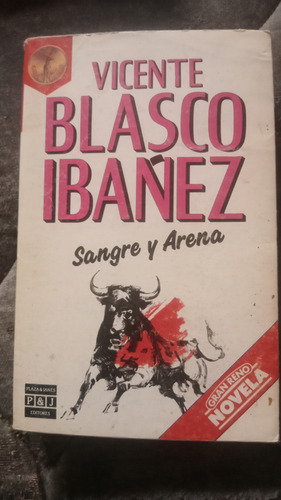 VICENTE
BLASCO
IBAÑEZ
Sangre y Arena
PLAZA & JANES
P&J
EDITORES
GRAN RENO
NOVELA